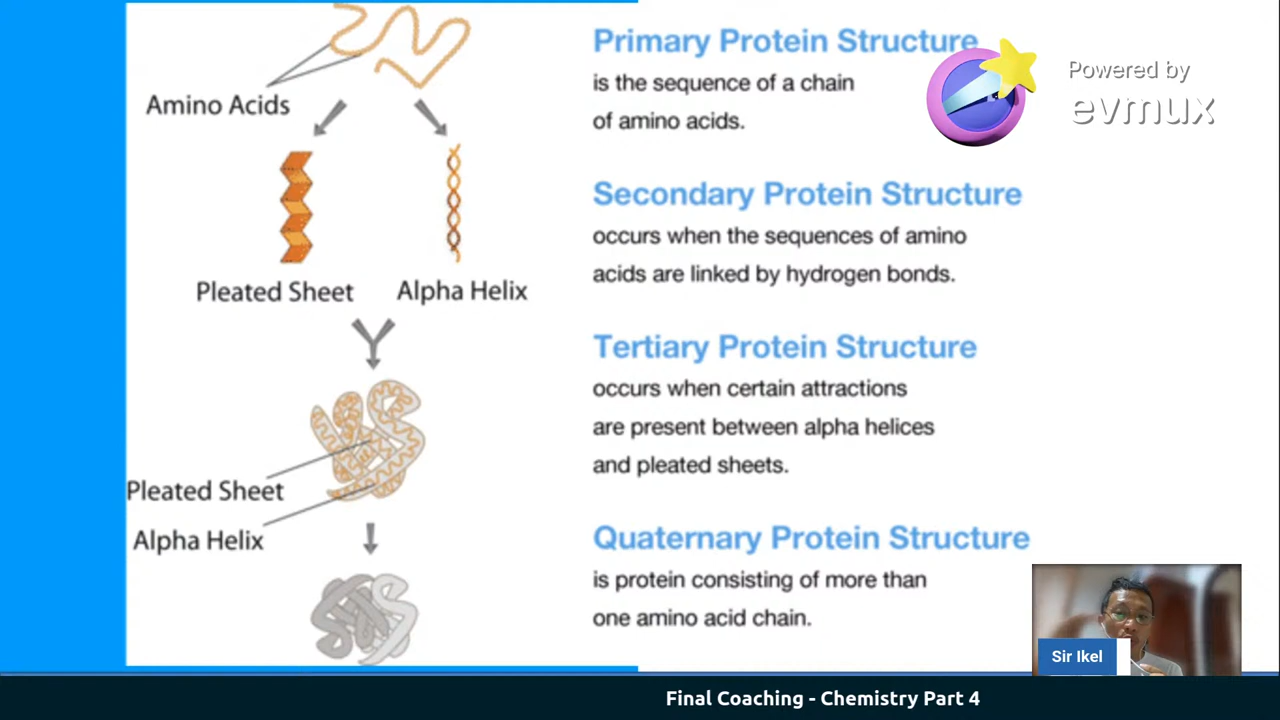 Amino Acids
Pleated Sheet
Alpha Helix
Pleated Sheet
Alpha Helix
Primary Protein Structure
is the sequence of a chain
of amino acids.
Secondary Protein Structure
occurs when the sequences of amino
acids are linked by hydrogen bonds.
Tertiary Protein Structure
occurs when certain attractions
are present between alpha helices
and pleated sheets.
Quaternary Protein Structure
is protein consisting of more than
one amino acid chain.
Powered by
evmux
Sir Ikel
Final Coaching - Chemistry Part 4